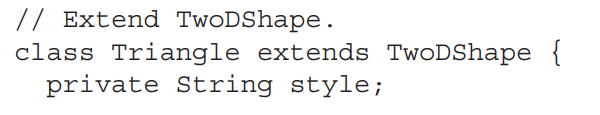 // Extend TwoDShape.
class Triangle extends TwoDShape {
  private String style;